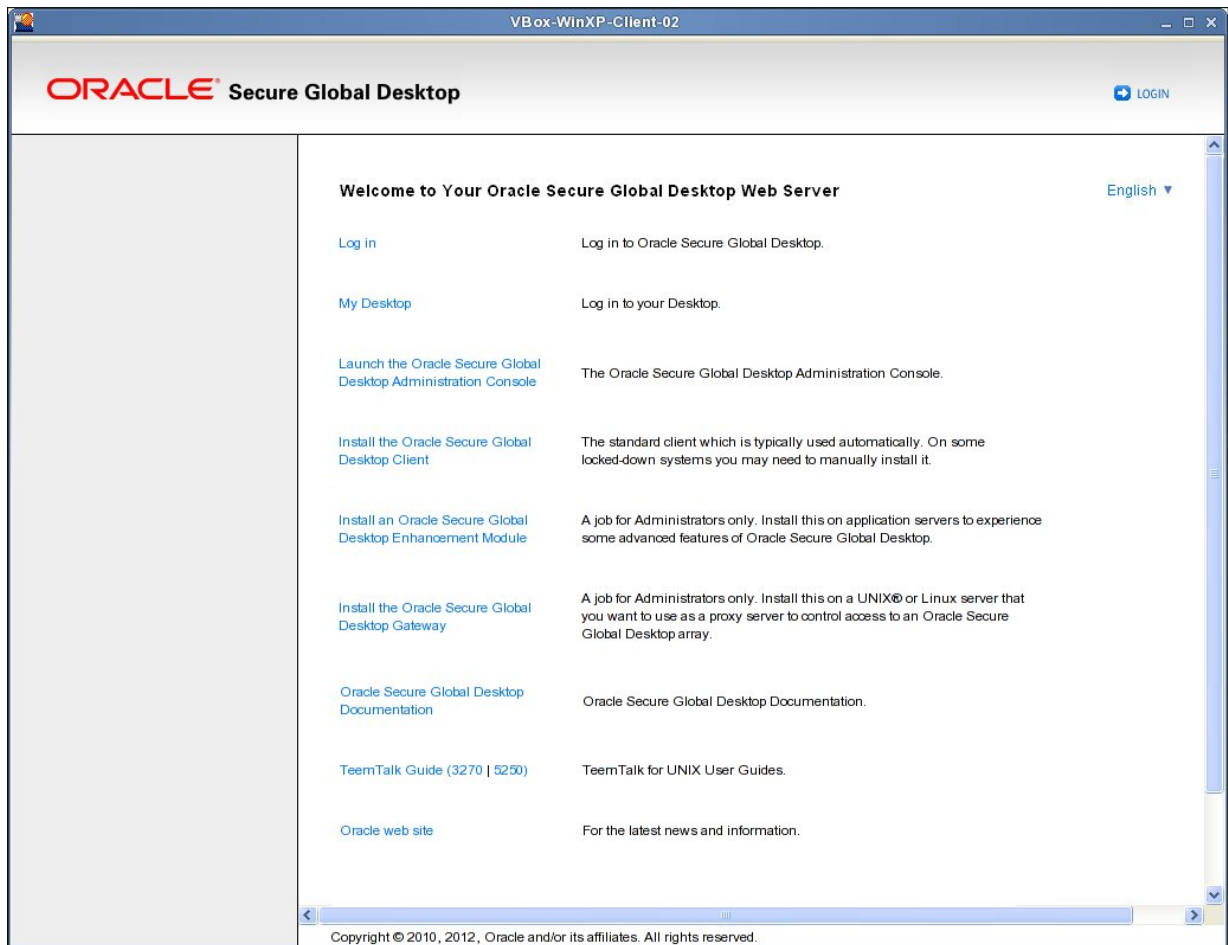 VBox-WinXP-Client-02
ORACLE® Secure Global Desktop
LOGIN
Welcome to Your Oracle Secure Global Desktop Web Server
English ▼
Log in
Log in to Oracle Secure Global Desktop.
My Desktop
Log in to your Desktop.
Launch the Oracle Secure Global
Desktop Administration Console
The Oracle Secure Global Desktop Administration Console.
Install the Oracle Secure Global
Desktop Client
The standard client which is typically used automatically. On some
locked-down systems you may need to manually install it.
Install an Oracle Secure Global
Desktop Enhancement Module
A job for Administrators only. Install this on application servers to experience
some advanced features of Oracle Secure Global Desktop.
Install the Oracle Secure Global
Desktop Gateway
A job for Administrators only. Install this on a UNIX® or Linux server that
you want to use as a proxy server to control access to an Oracle Secure
Global Desktop array.
Oracle Secure Global Desktop
Documentation
Oracle Secure Global Desktop Documentation.
TeemTalk Guide (3270 | 5250)
TeemTalk for UNIX User Guides.
Oracle web site
For the latest news and information.
Copyright © 2010, 2012, Oracle and/or its affiliates. All rights reserved.